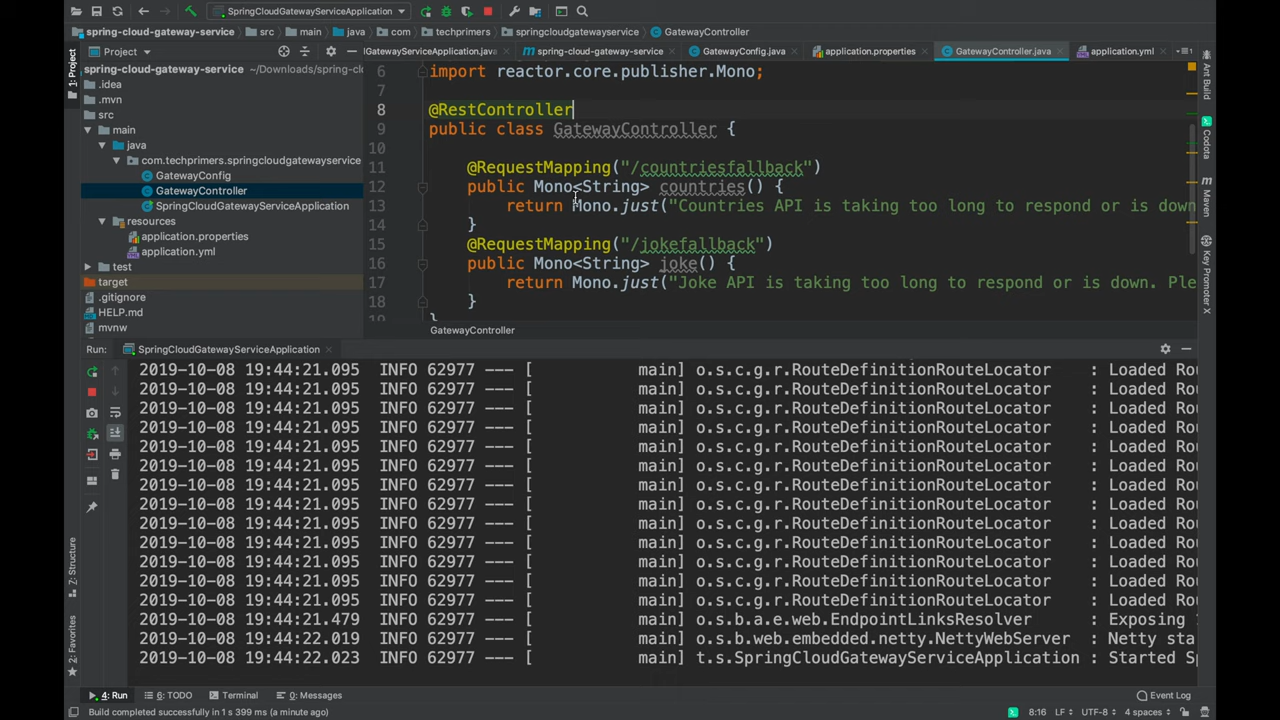 SpringCloudGatewayServiceApplication
spring-cloud-gateway-service src main java com techprimers springcloudgatewayservice GatewayController
Project
GatewayServiceApplication.java spring-cloud-gateway-service GatewayConfig.java application.properties GatewayController.java application.yml
1: Project
spring-cloud-gateway-service ~/Downloads/spring-cl
.idea
.mvn
src
main
java
com.techprimers.springcloudgatewayservice
GatewayConfig
GatewayController
SpringCloudGatewayServiceApplication
resources
application.properties
application.yml
test
target
.gitignore
HELP.md
mvnw
6 import reactor.core.publisher.Mono;
7
8 @RestController
9 public class GatewayController {
10
11 @RequestMapping("/countriesfallback")
12 public Mono<String> countries() {
13 return Mono.just("Countries API is taking too long to respond or is down
14 }
15 @RequestMapping("/jokefallback")
16 public Mono<String> joke() {
17 return Mono.just("Joke API is taking too long to respond or is down. Ple
18 }
19 }
GatewayController
Ant Build
Codota
Maven
Key Promoter X
Run: SpringCloudGatewayServiceApplication
2019-10-08 19:44:21.095 INFO 62977 --- [ main] o.s.c.g.r.RouteDefinitionRouteLocator : Loaded Rou
2019-10-08 19:44:21.095 INFO 62977 --- [ main] o.s.c.g.r.RouteDefinitionRouteLocator : Loaded Rou
2019-10-08 19:44:21.095 INFO 62977 --- [ main] o.s.c.g.r.RouteDefinitionRouteLocator : Loaded Rou
2019-10-08 19:44:21.095 INFO 62977 --- [ main] o.s.c.g.r.RouteDefinitionRouteLocator : Loaded Rou
2019-10-08 19:44:21.095 INFO 62977 --- [ main] o.s.c.g.r.RouteDefinitionRouteLocator : Loaded Rou
2019-10-08 19:44:21.095 INFO 62977 --- [ main] o.s.c.g.r.RouteDefinitionRouteLocator : Loaded Rou
2019-10-08 19:44:21.095 INFO 62977 --- [ main] o.s.c.g.r.RouteDefinitionRouteLocator : Loaded Rou
2019-10-08 19:44:21.095 INFO 62977 --- [ main] o.s.c.g.r.RouteDefinitionRouteLocator : Loaded Rou
2019-10-08 19:44:21.095 INFO 62977 --- [ main] o.s.c.g.r.RouteDefinitionRouteLocator : Loaded Rou
2019-10-08 19:44:21.095 INFO 62977 --- [ main] o.s.c.g.r.RouteDefinitionRouteLocator : Loaded Rou
2019-10-08 19:44:21.095 INFO 62977 --- [ main] o.s.c.g.r.RouteDefinitionRouteLocator : Loaded Rou
2019-10-08 19:44:21.095 INFO 62977 --- [ main] o.s.c.g.r.RouteDefinitionRouteLocator : Loaded Rou
2019-10-08 19:44:21.095 INFO 62977 --- [ main] o.s.c.g.r.RouteDefinitionRouteLocator : Loaded Rou
2019-10-08 19:44:21.479 INFO 62977 --- [ main] o.s.b.a.e.web.EndpointLinksResolver : Exposing
2019-10-08 19:44:22.019 INFO 62977 --- [ main] o.s.b.web.embedded.netty.NettyWebServer : Netty sta
2019-10-08 19:44:22.023 INFO 62977 --- [ main] t.s.SpringCloudGatewayServiceApplication : Started Sp
7: Structure
2: Favorites
4: Run 6: TODO Terminal 0: Messages Event Log
Build completed successfully in 1 s 399 ms (a minute ago) 8:16 LF UTF-8 4 spaces